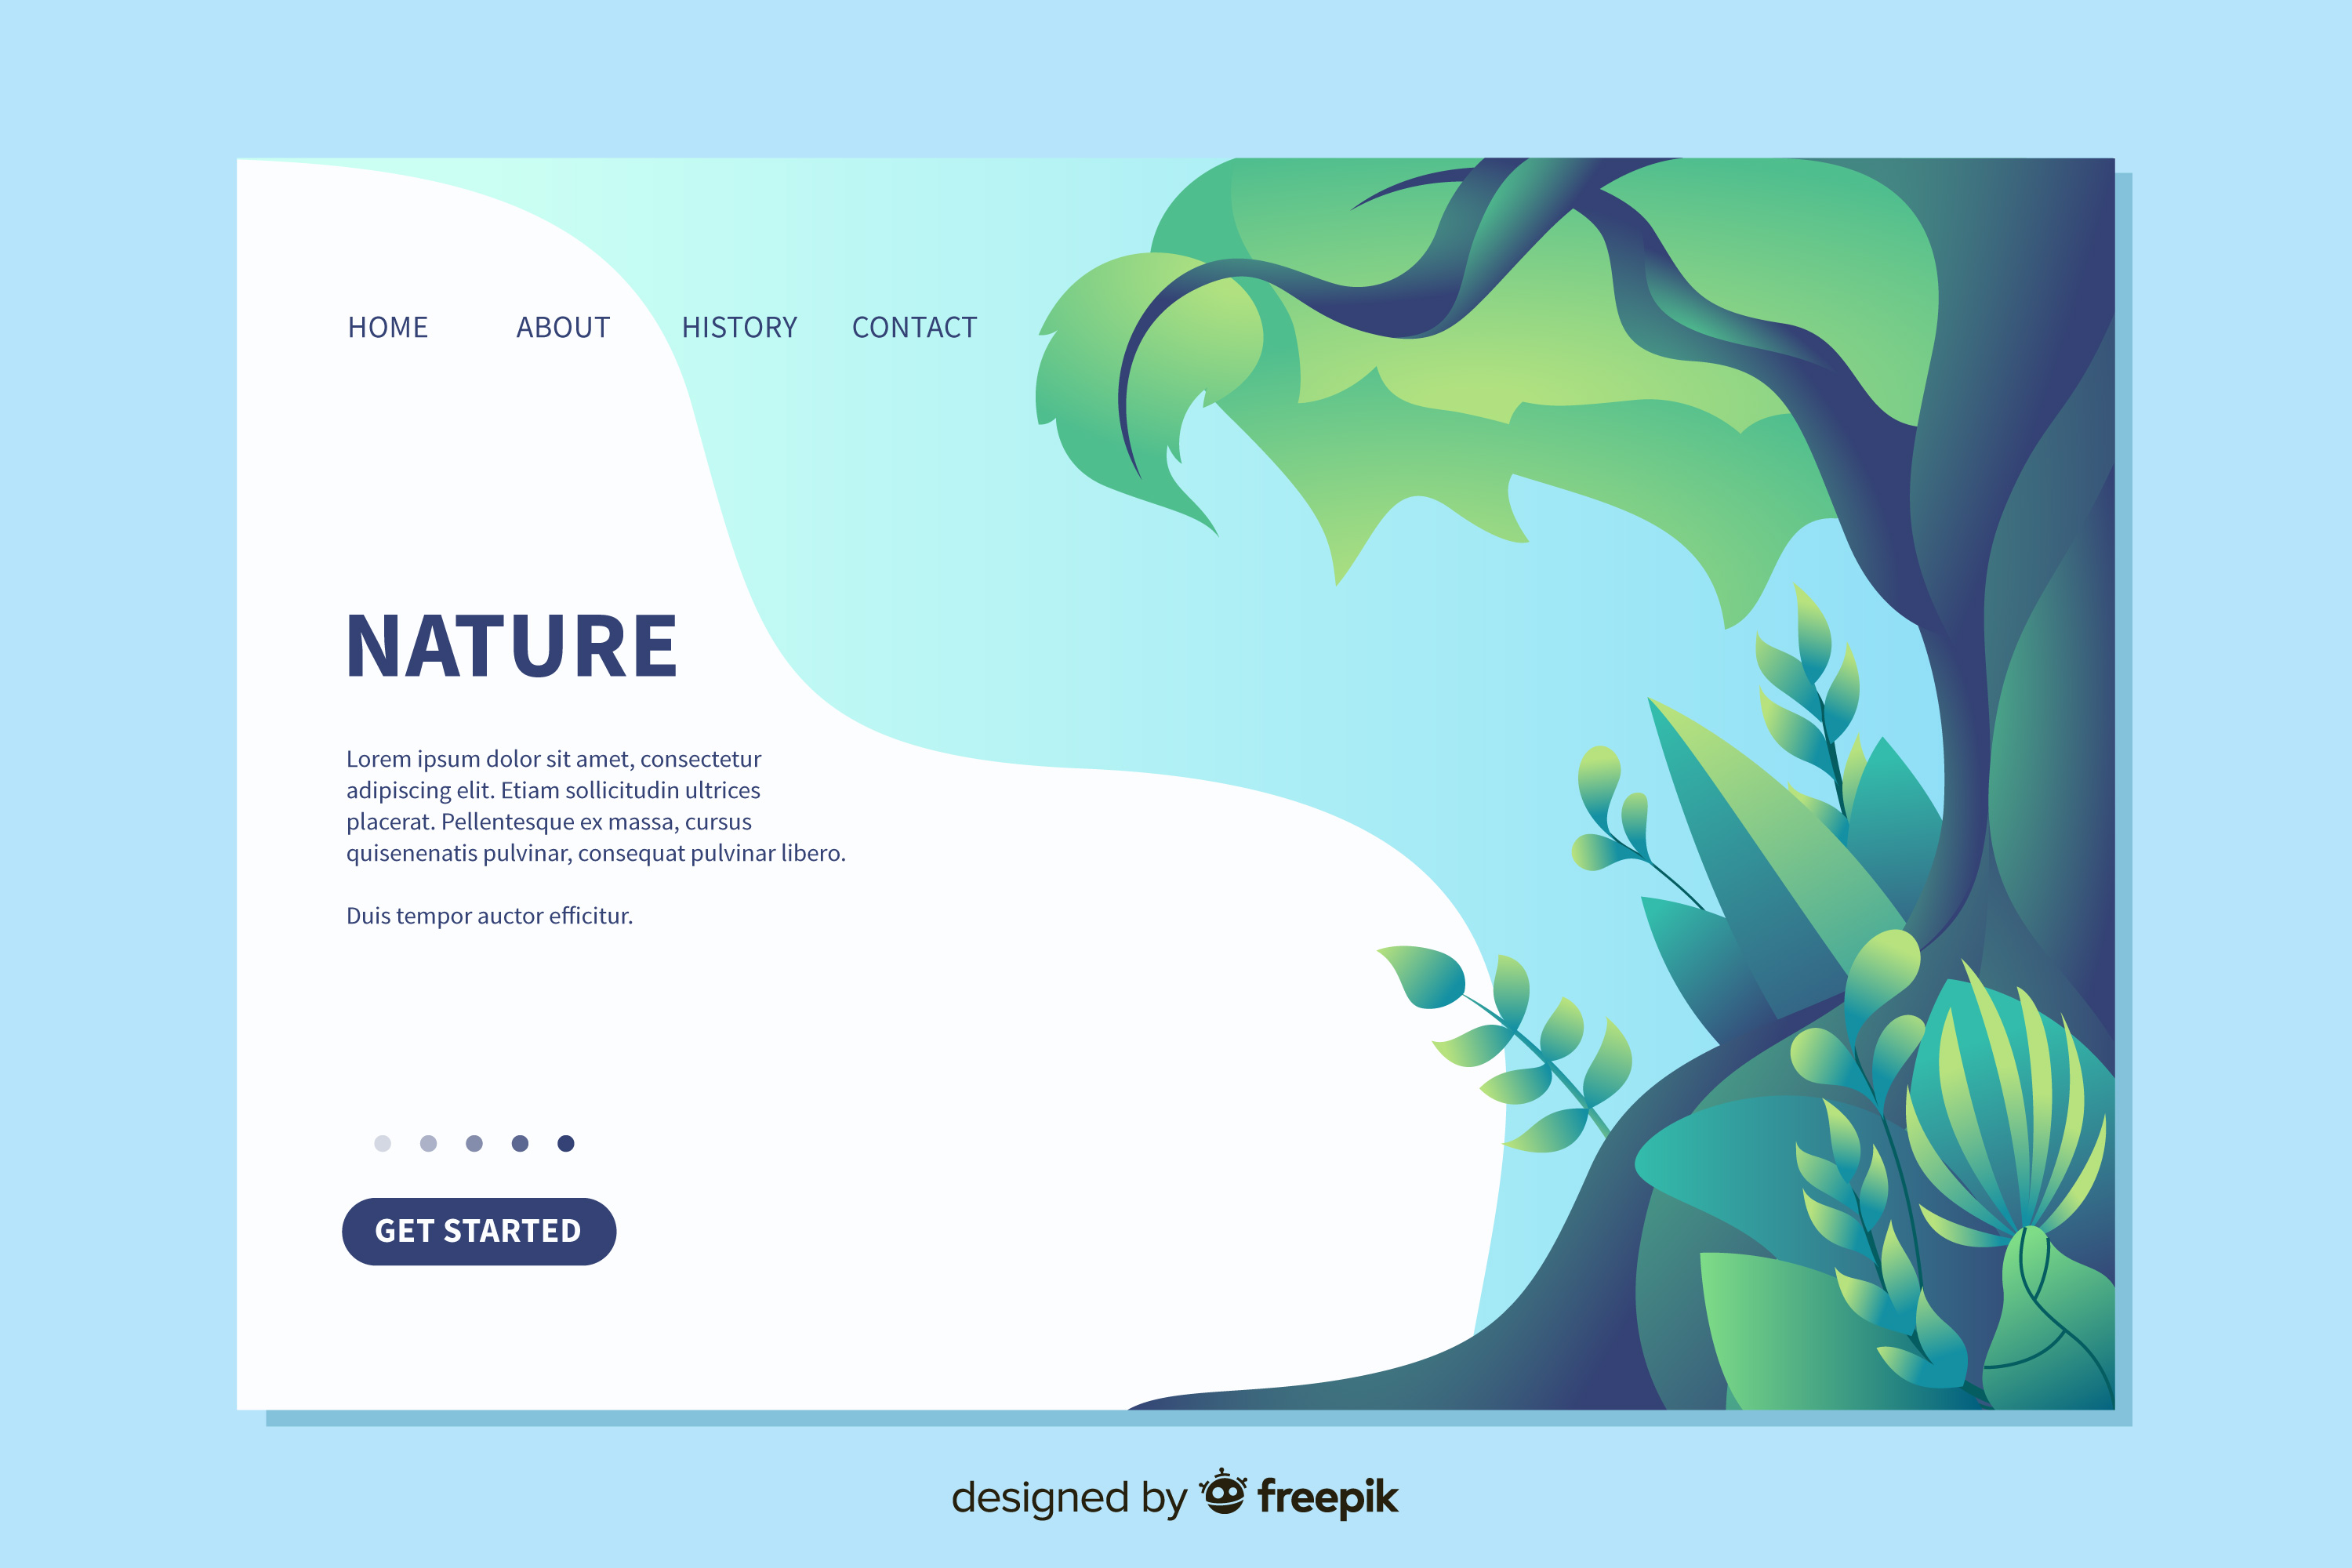 HOME ABOUT HISTORY CONTACT
NATURE
Lorem ipsum dolor sit amet, consectetur
adipiscing elit. Etiam sollicitudin ultrices
placerat. Pellentesque ex massa, cursus
quisenenatis pulvinar, consequat pulvinar libero.
Duis tempor auctor efficitur.
GET STARTED
designed by freepik